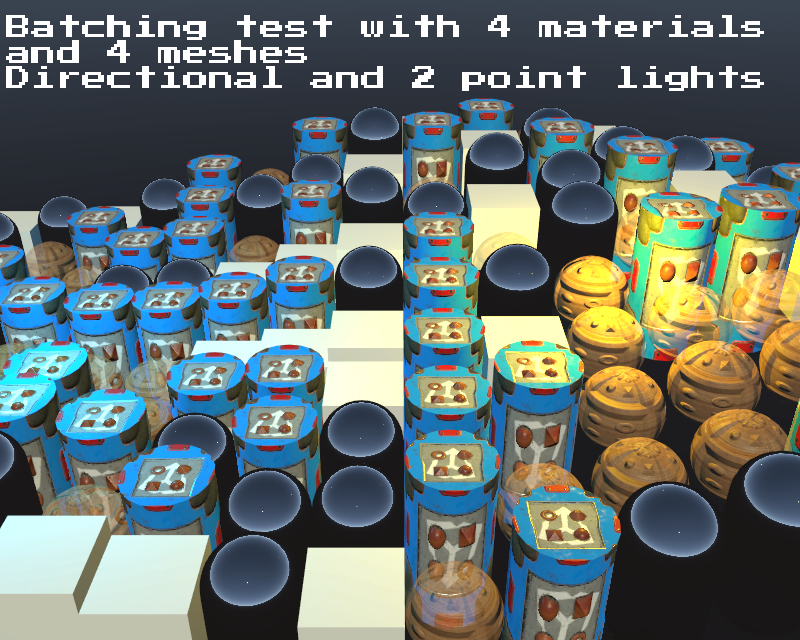 Batching test with 4 materials
and 4 meshes
Directional and 2 point lights